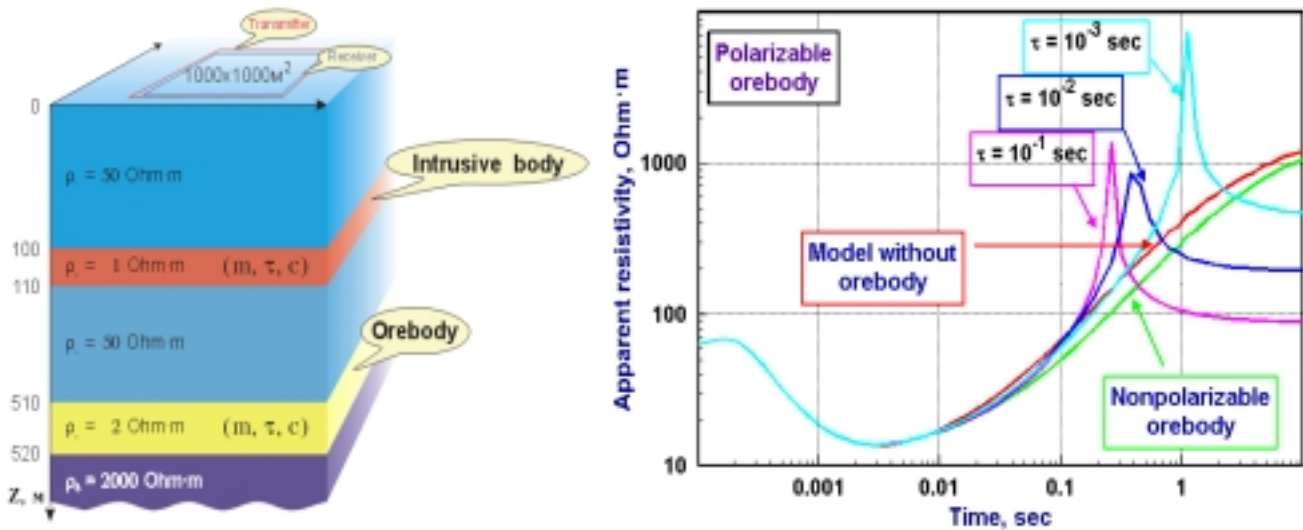 Transmitter
Receiver
1000x1000м²
0
ρ = 50 Ohm·m
Intrusive body
100
ρ = 1 Ohm·m (m, τ, c)
110
ρ = 50 Ohm·m
Orebody
510
ρ = 2 Ohm·m (m, τ, c)
520
= 2000 Ohm·m
Z, м
Apparent resistivity, Ohm·m
1000
100
10
Polarizable
orebody
τ = 10⁻³ sec
τ = 10⁻² sec
τ = 10⁻¹ sec
Model without
orebody
Nonpolarizable
orebody
0.001
0.01
0.1
1
Time, sec